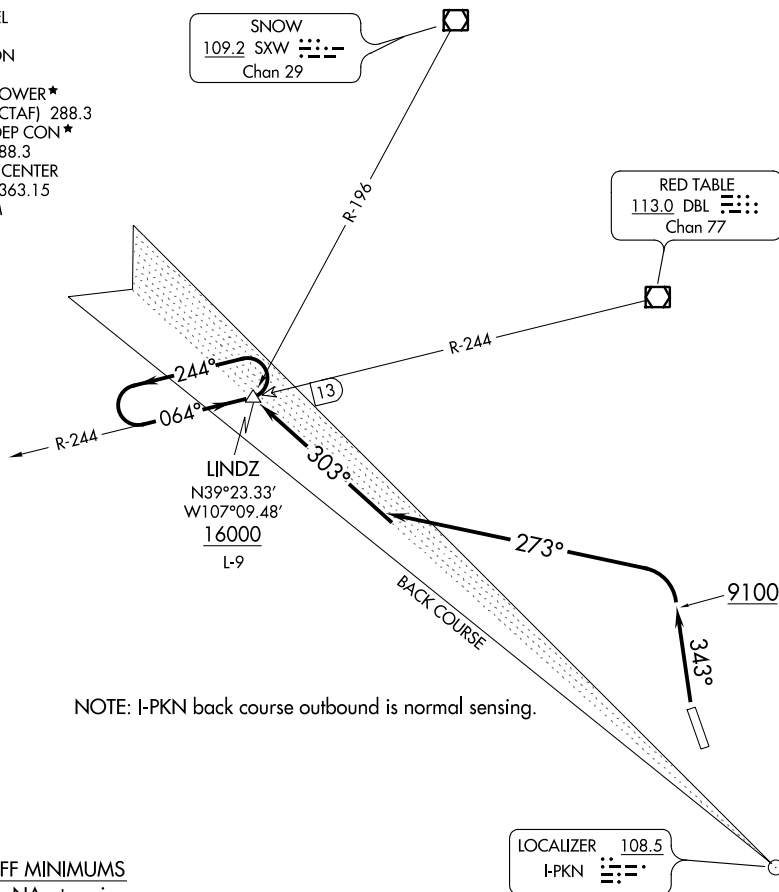 EL
ON
OWER★
CTAF) 288.3
DEP CON★
88.3
CENTER
363.15
SNOW
109.2 SXW
Chan 29
R-196
RED TABLE
113.0 DBL
Chan 77
R-244
13
244°
064°
R-244
LINDZ
N39°23.33'
W107°09.48'
16000
L-9
303°
273°
9100
343°
BACK COURSE
NOTE: I-PKN back course outbound is normal sensing.
LOCALIZER 108.5
I-PKN
FF MINIMUMS